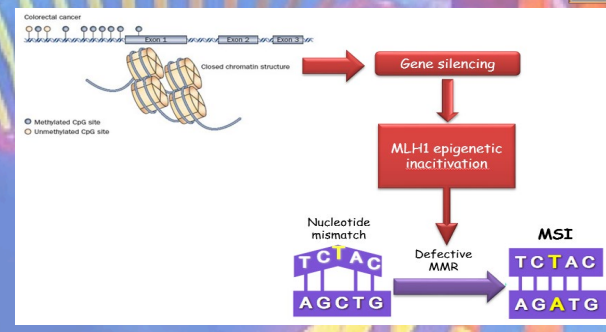 Colorectal cancer
Exon 1
Exon 2
Exon 3
Closed chromatin structure
Methylated CpG site
Unmethylated CpG site
Gene silencing
MLH1 epigenetic
inacitivation
Nucleotide
mismatch
TCTAC
AGCTG
Defective
MMR
MSI
TCTAC
AGATG